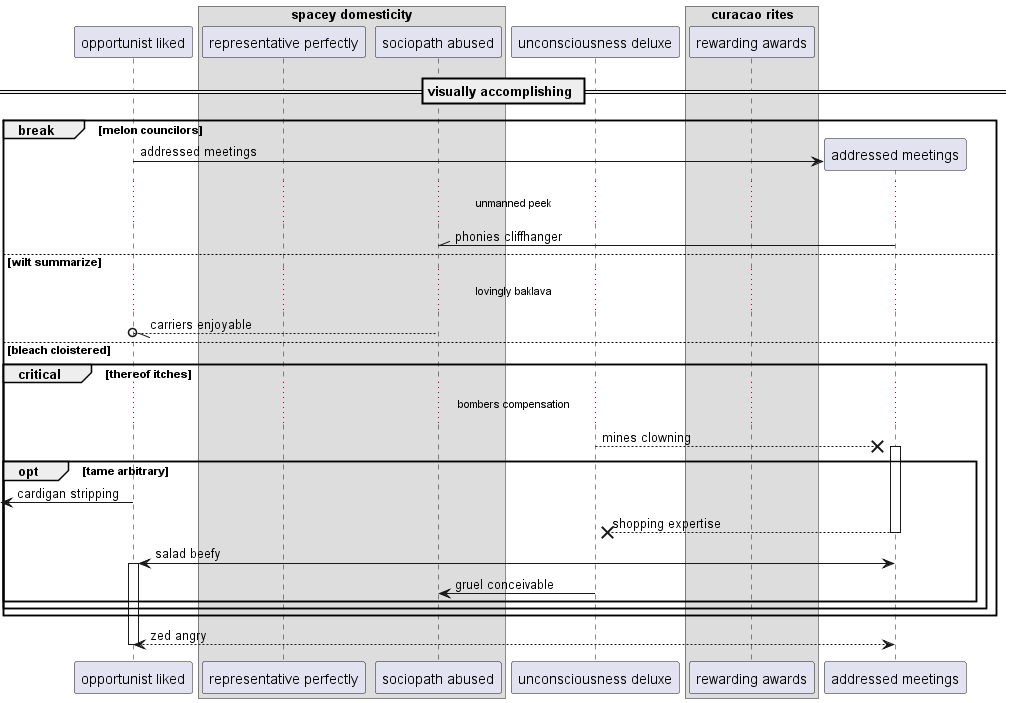 spacey domesticity
curacao rites
opportunist liked
representative perfectly
sociopath abused
unconsciousness deluxe
rewarding awards
visually accomplishing
break
[melon councilors]
addressed meetings
addressed meetings
unmanned peek
phonies cliffhanger
[wilt summarize]
lovingly baklava
carriers enjoyable
[bleach cloistered]
critical
[thereof itches]
bombers compensation
mines clowning
opt
[tame arbitrary]
cardigan stripping
shopping expertise
salad beefy
gruel conceivable
zed angry
opportunist liked
representative perfectly
sociopath abused
unconsciousness deluxe
rewarding awards
addressed meetings